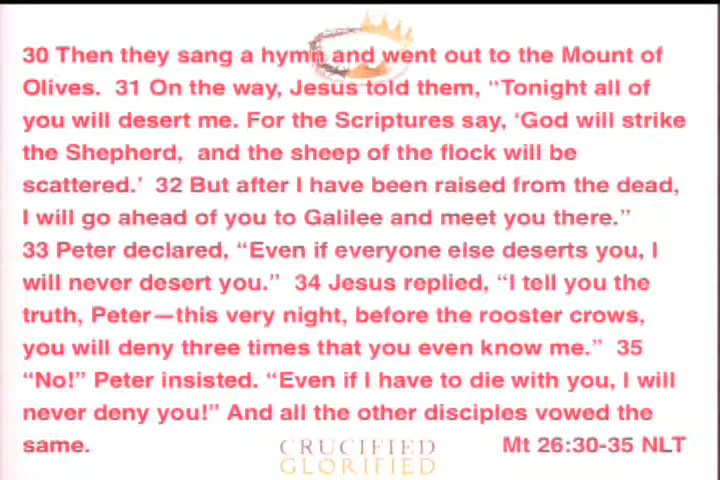 30 Then they sang a hymn and went out to the Mount of
Olives.  31 On the way, Jesus told them, “Tonight all of
you will desert me. For the Scriptures say, ‘God will strike
the Shepherd,  and the sheep of the flock will be
scattered.’  32 But after I have been raised from the dead,
I will go ahead of you to Galilee and meet you there.”
33 Peter declared, “Even if everyone else deserts you, I
will never desert you.”  34 Jesus replied, “I tell you the
truth, Peter—this very night, before the rooster crows,
you will deny three times that you even know me.”  35
“No!” Peter insisted. “Even if I have to die with you, I will
never deny you!” And all the other disciples vowed the
same.
CRUCIFIED
GLORIFIED
Mt 26:30-35 NLT